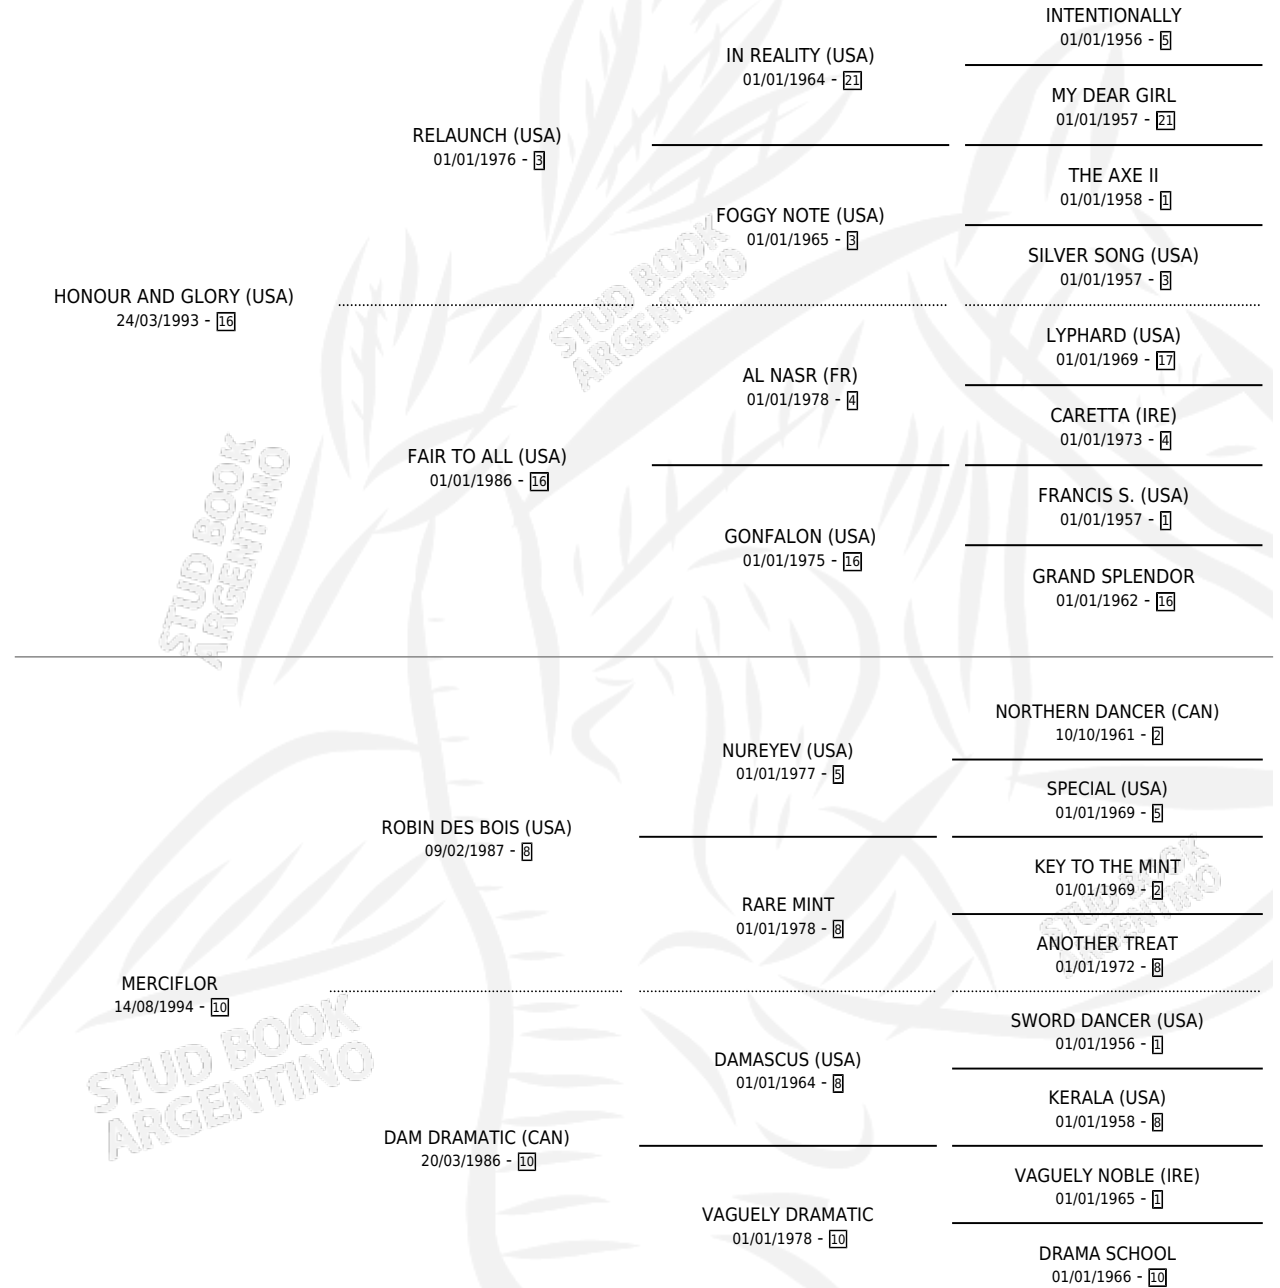 INTENTIONALLY
01/01/1956 - 5
IN REALITY (USA)
01/01/1964 - 21
MY DEAR GIRL
01/01/1957 - 21
RELAUNCH (USA)
01/01/1976 - 3
THE AXE II
01/01/1958 - 1
FOGGY NOTE (USA)
01/01/1965 - 3
SILVER SONG (USA)
01/01/1957 - 3
HONOUR AND GLORY (USA)
24/03/1993 - 16
LYPHARD (USA)
01/01/1969 - 17
AL NASR (FR)
01/01/1978 - 4
CARETTA (IRE)
01/01/1973 - 4
FAIR TO ALL (USA)
01/01/1986 - 16
FRANCIS S. (USA)
01/01/1957 - 1
GONFALON (USA)
01/01/1975 - 16
GRAND SPLENDOR
01/01/1962 - 16
NORTHERN DANCER (CAN)
10/10/1961 - 2
NUREYEV (USA)
01/01/1977 - 5
SPECIAL (USA)
01/01/1969 - 5
ROBIN DES BOIS (USA)
09/02/1987 - 8
KEY TO THE MINT
01/01/1969 - 2
RARE MINT
01/01/1978 - 8
ANOTHER TREAT
01/01/1972 - 8
MERCIFLOR
14/08/1994 - 10
SWORD DANCER (USA)
01/01/1956 - 1
DAMASCUS (USA)
01/01/1964 - 8
KERALA (USA)
01/01/1958 - 8
DAM DRAMATIC (CAN)
20/03/1986 - 10
VAGUELY NOBLE (IRE)
01/01/1965 - 1
VAGUELY DRAMATIC
01/01/1978 - 10
DRAMA SCHOOL
01/01/1966 - 10
STUD BOOK
ARGENTINO
STUD BOOK
ARGENTINO
STUD BOOK
ARGENTINO
STUD BOOK
ARGENTINO